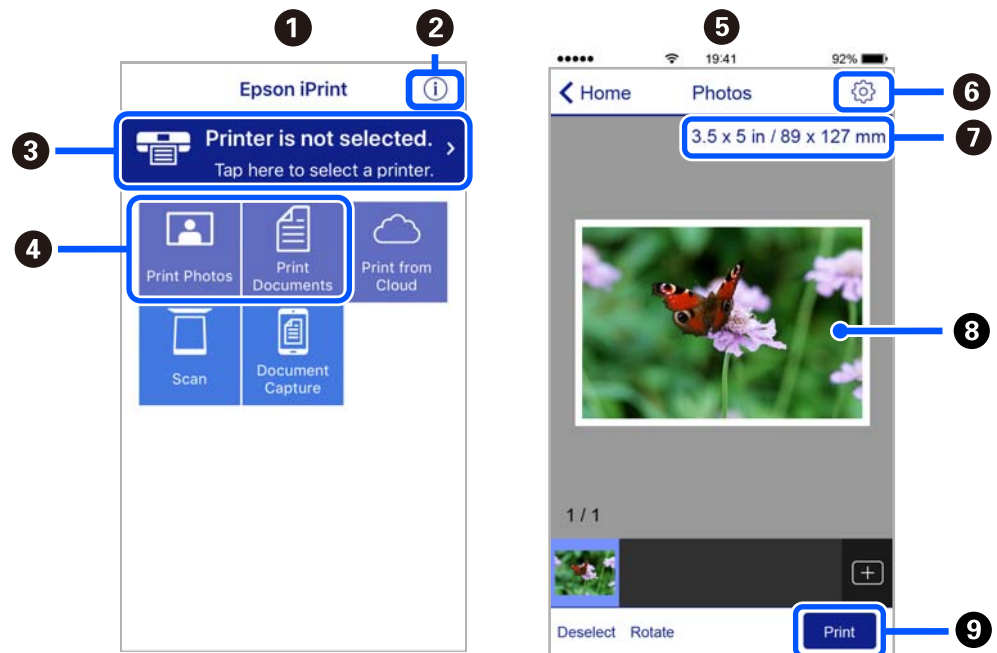 1
2
Epson iPrint
i
3
Printer is not selected.
Tap here to select a printer.
4
Print Photos
Print
Documents
Print from
Cloud
Scan
Document
Capture
5
19:41
92%
Home
Photos
6
3.5 x 5 in / 89 x 127 mm
7
8
1 / 1
Deselect
Rotate
Print
9